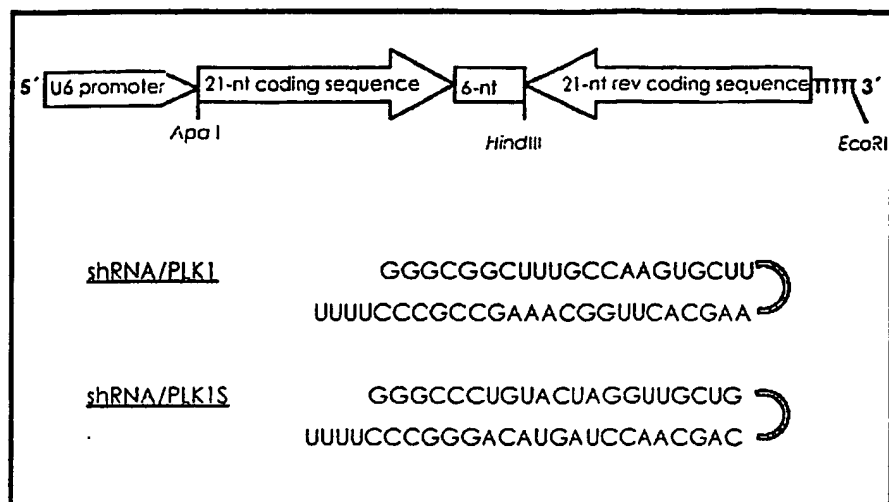 5´ U6 promoter 21-nt coding sequence 6-nt 21-nt rev coding sequence TTTTT 3´
Apa I HindIII EcoRI
shRNA/PLK1 GGGCGGCUUUGCCAAGUGCUU
UUUUCCCGCCGAAACGGUUCACGAA
shRNA/PLK1S GGGCCCUGUACUAGGUUGCUG
UUUUCCCGGGACAUGAUCCAACGAC